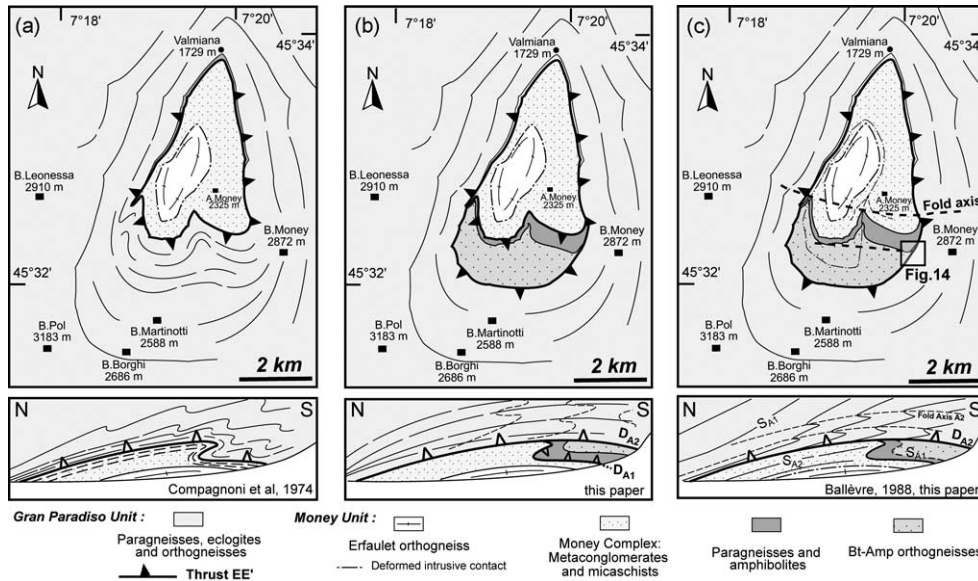 (a)
7°18'
7°20'
45°34'
Valmiana
1729 m
N
B.Leonessa
2910 m
A.Money
2325 m
B.Money
2872 m
45°32'
B.Pol
3183 m
B.Martinotti
2588 m
B.Borghi
2686 m
2 km
(b)
7°18'
7°20'
45°34'
Valmiana
1729 m
N
B.Leonessa
2910 m
A.Money
2325 m
B.Money
2872 m
45°32'
B.Pol
3183 m
B.Martinotti
2588 m
B.Borghi
2686 m
2 km
(c)
7°18'
7°20'
45°34'
Valmiana
1729 m
N
B.Leonessa
2910 m
A.Money
2325 m
Fold axis
B.Money
2872 m
45°32'
Fig.14
B.Pol
3183 m
B.Martinotti
2588 m
B.Borghi
2686 m
2 km
N S
Compagnoni et al, 1974
N S
DA2
DA1
this paper
N S
SA1
Fold Axis A2
DA2
SA1
SA2
Ballèvre, 1988, this paper
Gran Paradiso Unit :
Paragneisses, eclogites
and orthogneisses
Thrust EE'
Money Unit :
Erfaulet orthogneiss
Deformed intrusive contact
Money Complex:
Metaconglomerates
and micaschists
Paragneisses and
amphibolites
Bt-Amp orthogneisses